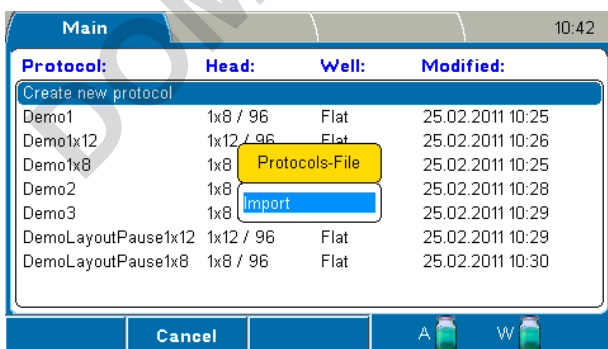 Main 10:42
Protocol: Head: Well: Modified:
Create new protocol
Demo1 1x8 / 96 Flat 25.02.2011 10:25
Demo1x12 1x12 / 96 Flat 25.02.2011 10:26
Demo1x8 1x8 25.02.2011 10:25
Protocols-File
Demo2 1x8 25.02.2011 10:28
Import
Demo3 1x8 25.02.2011 10:29
DemoLayoutPause1x12 1x12 / 96 Flat 25.02.2011 10:29
DemoLayoutPause1x8 1x8 / 96 Flat 25.02.2011 10:30
Cancel A W